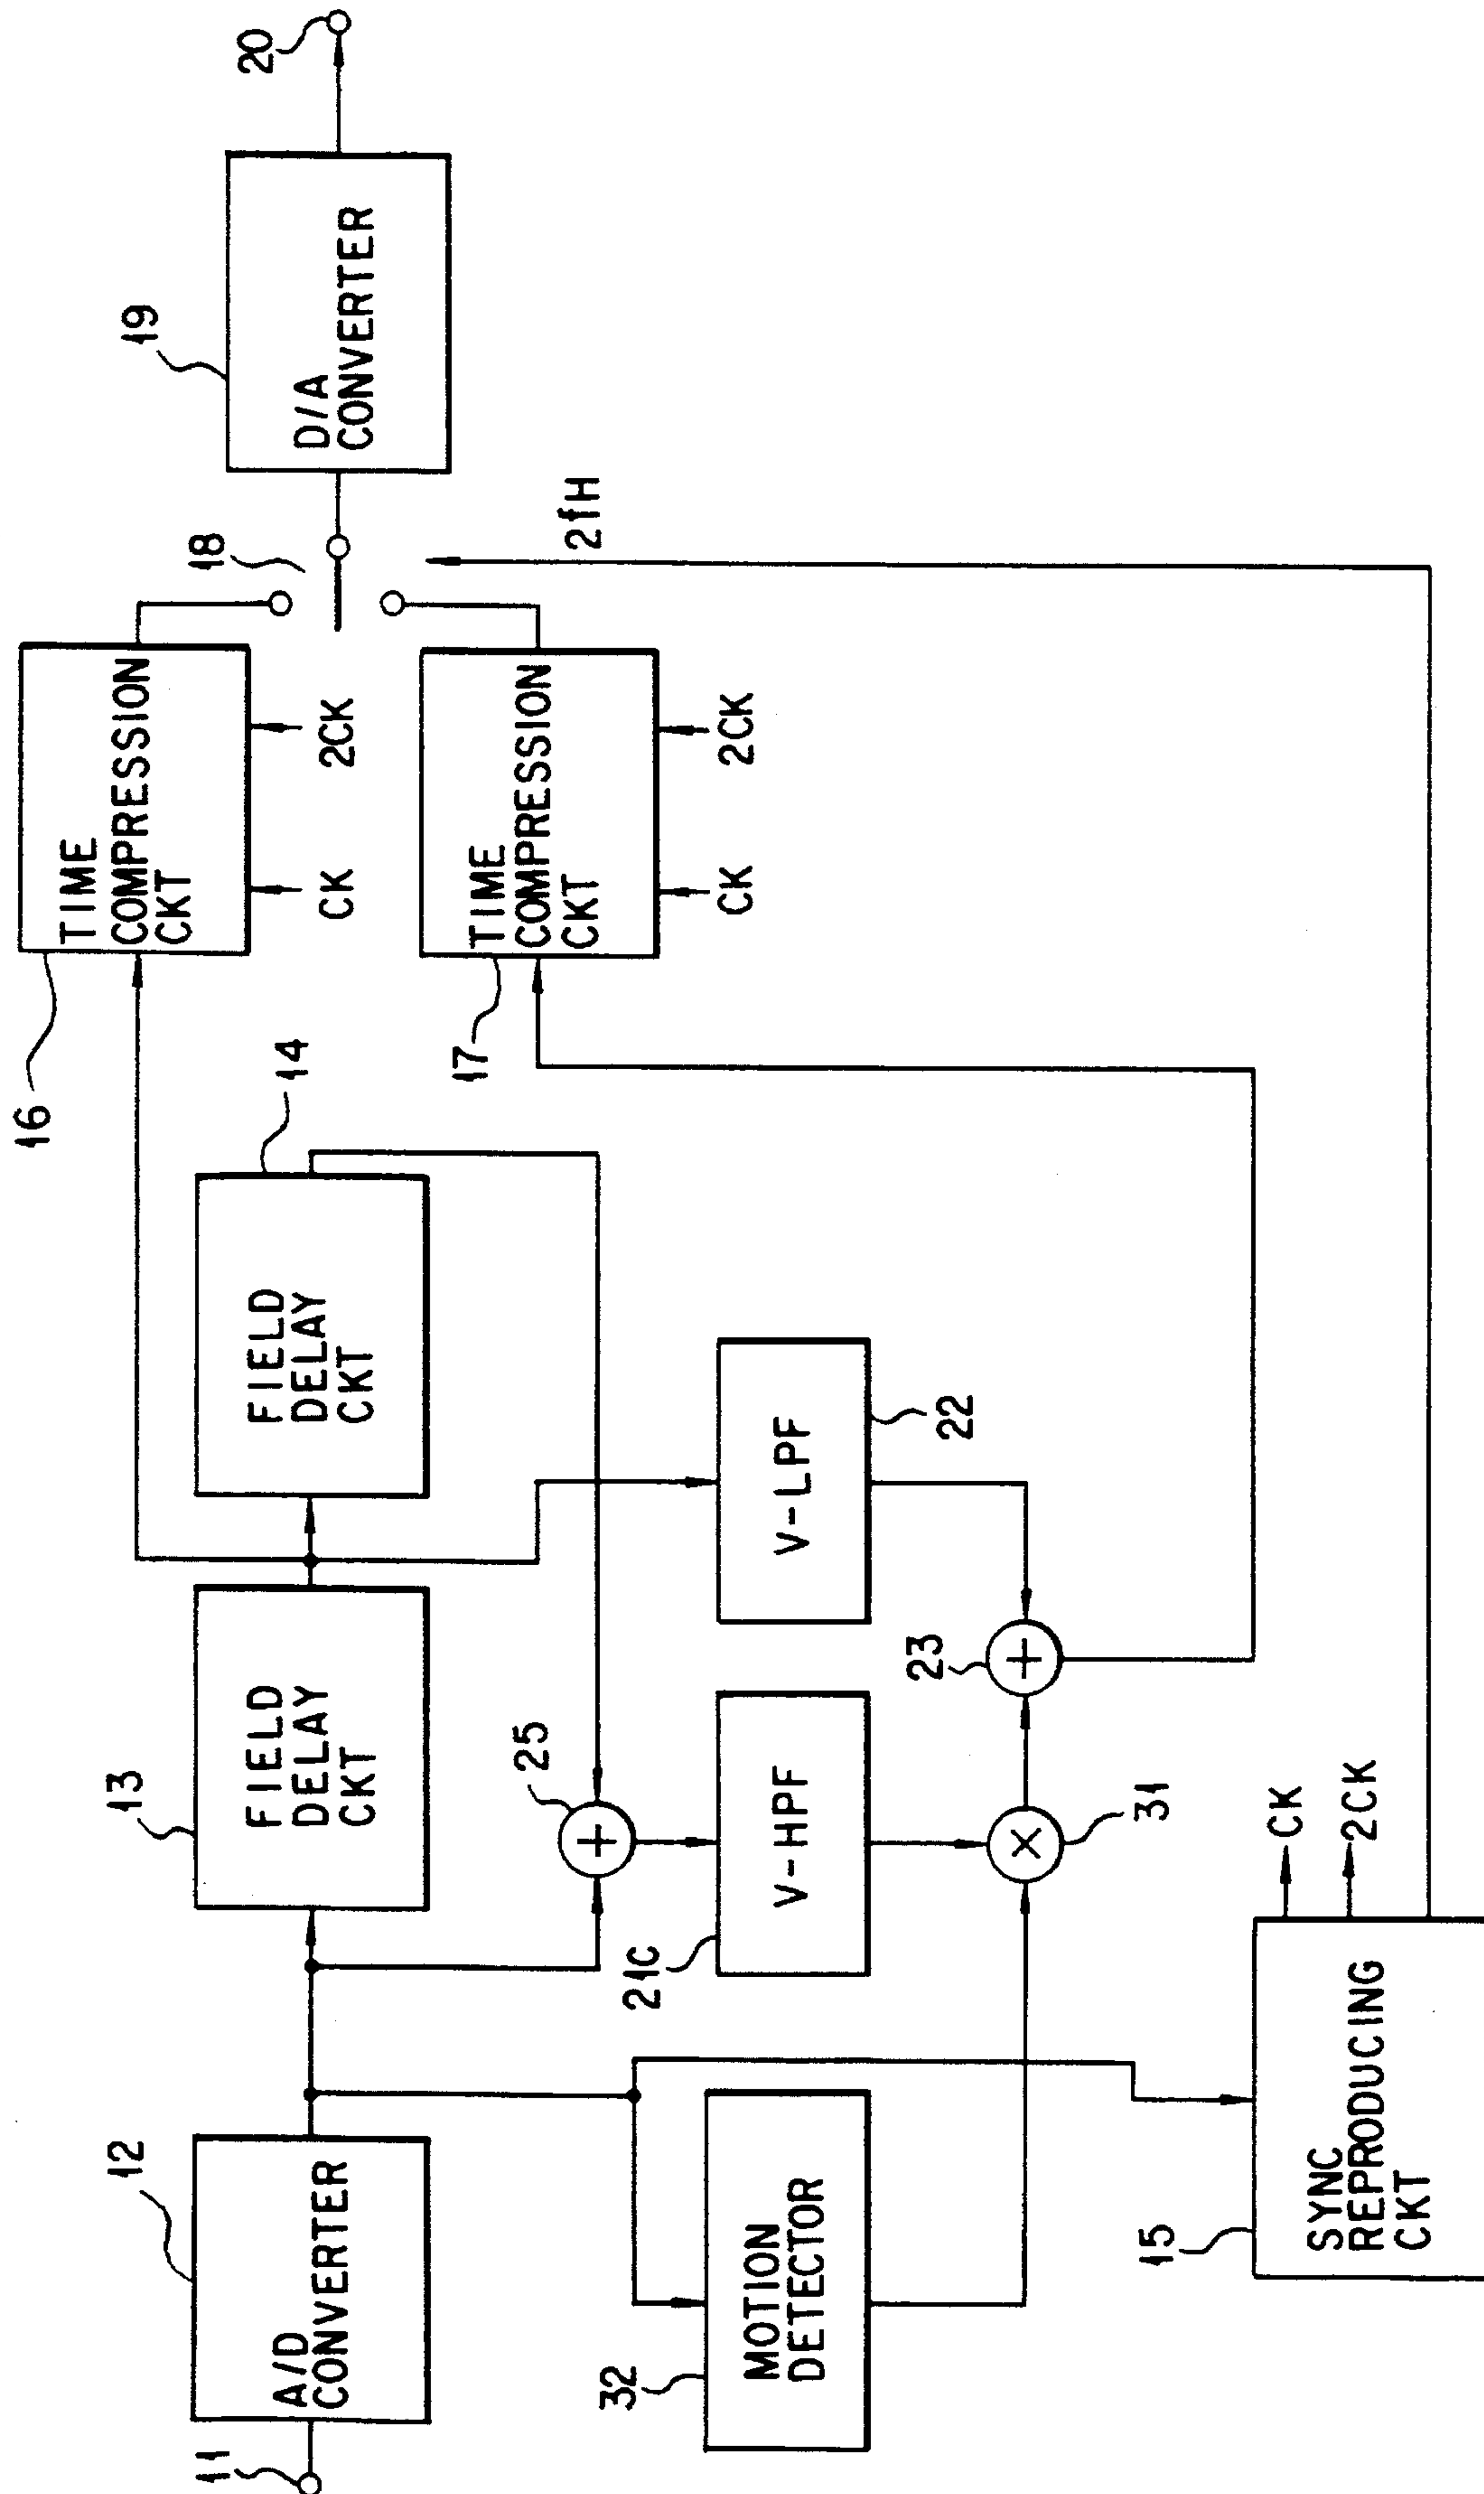 11
12
A/D
CONVERTER
13
FIELD
DELAY
CKT
14
FIELD
DELAY
CKT
16
TIME
COMPRESSION
CKT
CK
2CK
18
19
D/A
CONVERTER
20
17
TIME
COMPRESSION
CKT
CK
2CK
2fH
25
32
MOTION
DETECTOR
21C
V-HPF
V-LPF
22
23
31
15
SYNC
REPRODUCING
CKT
CK
2CK